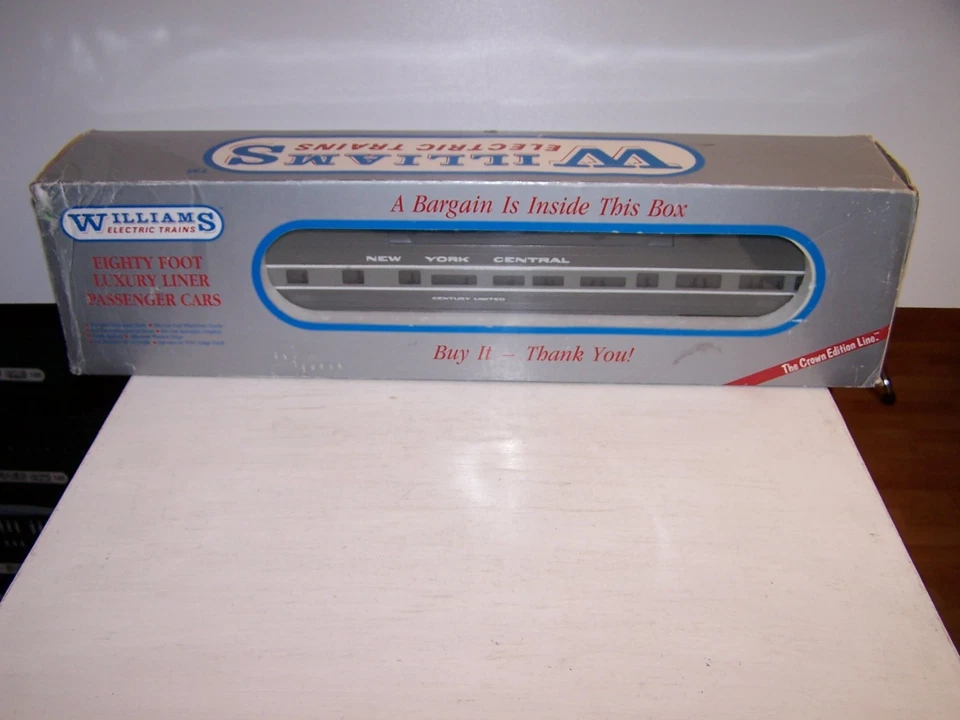 WILLIAMS
ELECTRIC TRAINS
TM
A Bargain Is Inside This Box
WILLIAMS
ELECTRIC TRAINS
EIGHTY FOOT
LUXURY LINER
PASSENGER CARS
NEW YORK CENTRAL
CENTURY LIMITED
Buy It – Thank You!
The Crown Edition Line